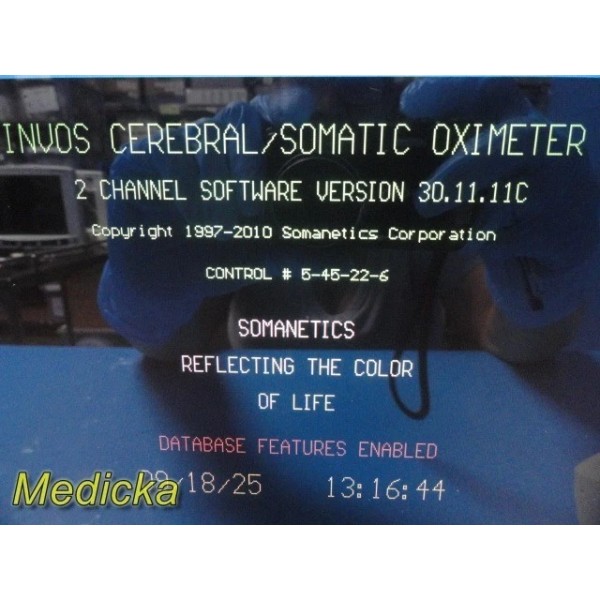 INVOS CEREBRAL/SOMATIC OXIMETER
2 CHANNEL SOFTWARE VERSION 30.11.11C
Copyright 1997-2010 Somanetics Corporation
CONTROL # 5-45-22-6
SOMANETICS
REFLECTING THE COLOR
OF LIFE
DATABASE FEATURES ENABLED
09/18/25 13:16:44
Medicka